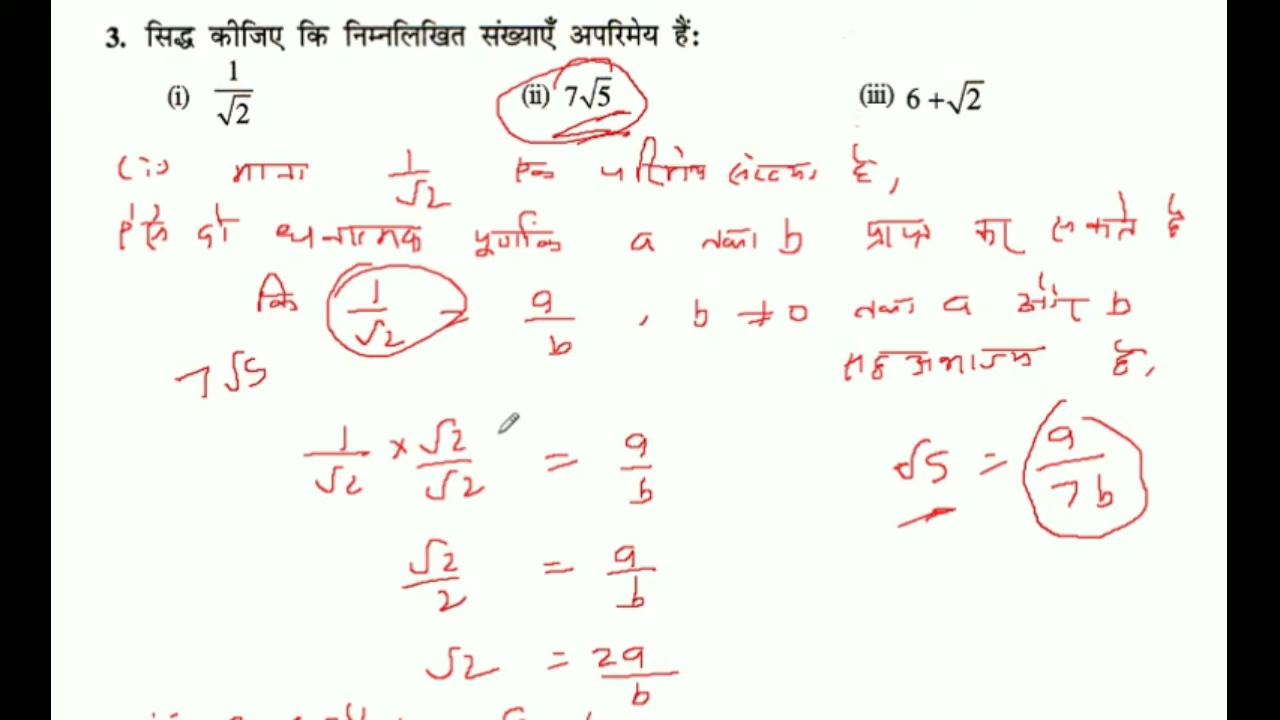 3. सिद्ध कीजिए कि निम्नलिखित संख्याएँ अपरिमेय हैं:
(i) 1/√2 (ii) 7√5 (iii) 6 + √2
(i) माना 1/√2 एक परिमेय संख्या है,
ऐसे दो धनात्मक पूर्णांक a तथा b प्राप्त कर सकते हैं
कि 1/√2 = a/b , b ≠ 0 तथा a और b
सहअभाज्य है,
7√5
1/√2 × √2/√2 = a/b
√5 = a/7b
√2/2 = a/b
√2 = 2a/b